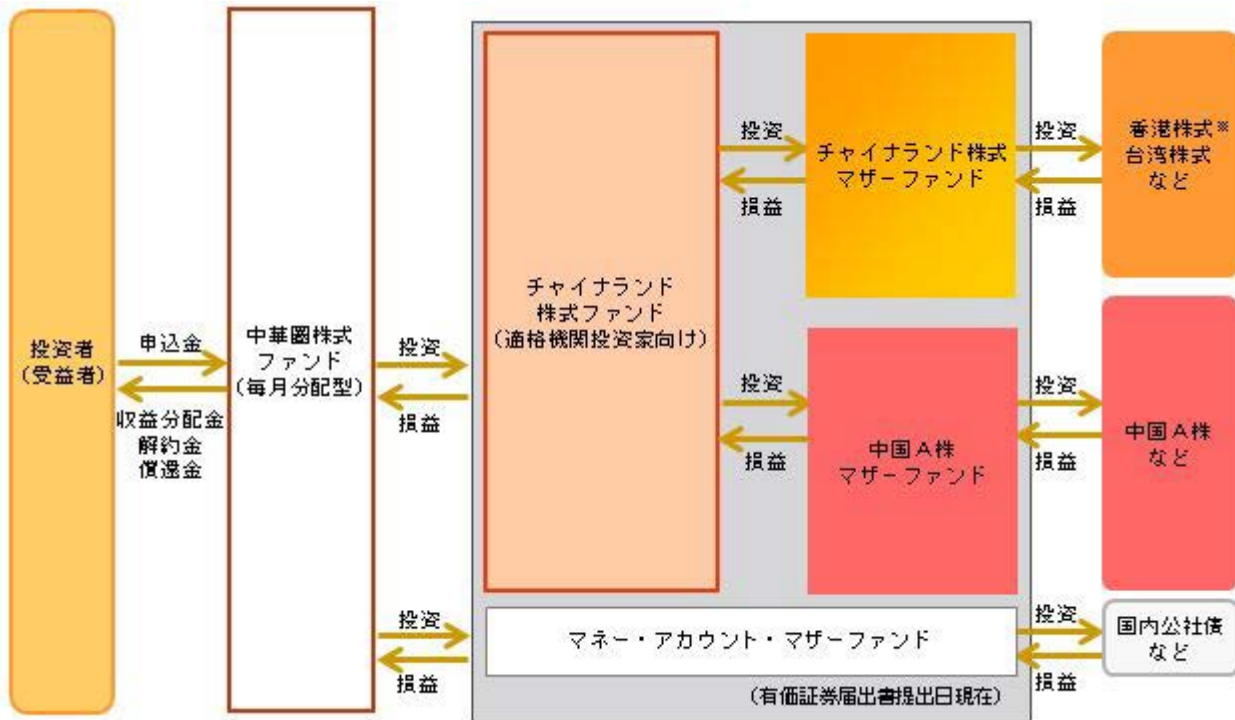 投資者
(受益者)
申込金
収益分配金
解約金
償還金
中華圏株式
ファンド
(毎月分配型)
投資
損益
投資
損益
チャイナランド
株式ファンド
(適格機関投資家向け)
投資
損益
チャイナランド株式
マザーファンド
投資
損益
香港株式※
台湾株式
など
投資
損益
中国A株
マザーファンド
投資
損益
中国A株
など
マネー・アカウント・マザーファンド
投資
損益
国内公社債
など
(有価証券届出書提出日現在)